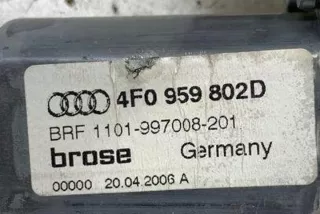 4F0 959 802D
BRF 1101-997008-201
brose Germany
00000 20.04.2006 A